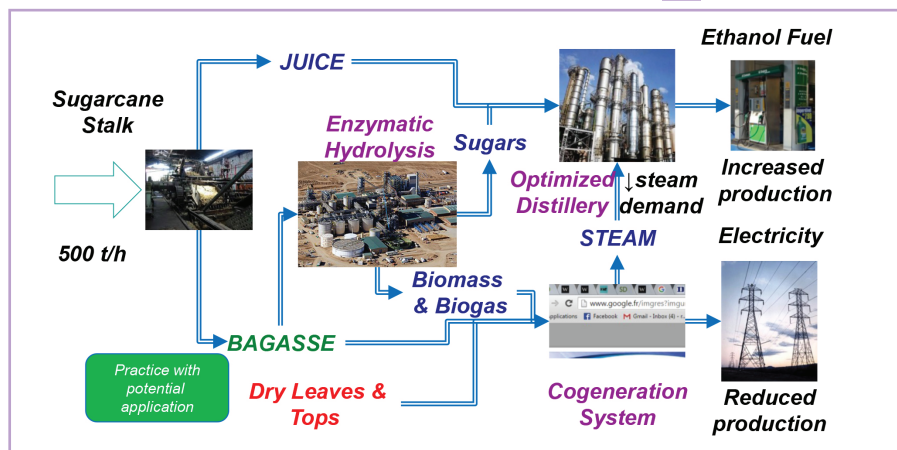 Ethanol Fuel
JUICE
Sugarcane
Stalk
Enzymatic
Hydrolysis
Sugars
Increased
production
Optimized
Distillery
↓steam
demand
500 t/h
STEAM
Electricity
Biomass
& Biogas
www.google.fr/imgres?imgu
pplications Facebook Gmail - Inbox (4) - r...
BAGASSE
Practice with
potential
application
Dry Leaves &
Tops
Cogeneration
System
Reduced
production